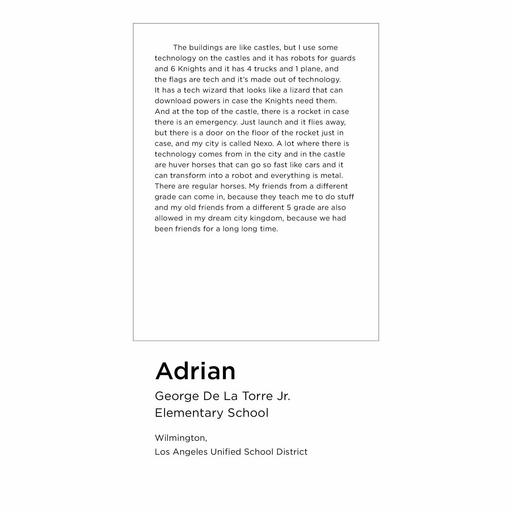 The buildings are like castles, but I use some
technology on the castles and it has robots for guards
and 6 Knights and it has 4 trucks and 1 plane, and
the flags are tech and it's made out of technology.
It has a tech wizard that looks like a lizard that can
download powers in case the Knights need them.
And at the top of the castle, there is a rocket in case
there is an emergency. Just launch and it flies away,
but there is a door on the floor of the rocket just in
case, and my city is called Nexo. A lot where there is
technology comes from in the city and in the castle
are huver horses that can go so fast like cars and it
can transform into a robot and everything is metal.
There are regular horses. My friends from a different
grade can come in, because they teach me to do stuff
and my old friends from a different 5 grade are also
allowed in my dream city kingdom, because we had
been friends for a long long time.
Adrian
George De La Torre Jr.
Elementary School
Wilmington,
Los Angeles Unified School District